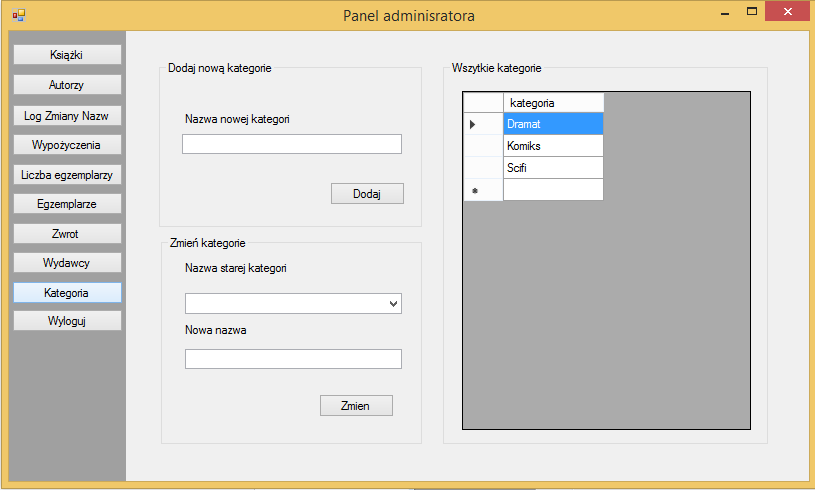 Panel adminisratora
Książki
Autorzy
Log Zmiany Nazw
Wypożyczenia
Liczba egzemplarzy
Egzemplarze
Zwrot
Wydawcy
Kategoria
Wyloguj
Dodaj nową kategorie
Nazwa nowej kategori
Dodaj
Zmień kategorie
Nazwa starej kategori
Nowa nazwa
Zmien
Wszytkie kategorie
kategoria
Dramat
Komiks
Scifi